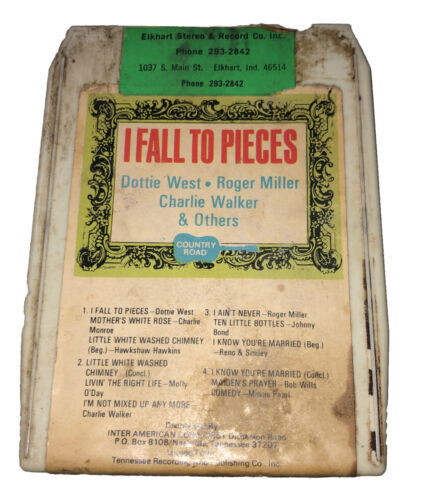 Elkhart Stereo & Record Co. Inc.
Phone 293-2842
1037 S. Main St. Elkhart, Ind. 46514
Phone 293-2842
I FALL TO PIECES
Dottie West • Roger Miller
Charlie Walker
& Others
COUNTRY
ROAD
1. I FALL TO PIECES—Dottie West
MOTHER'S WHITE ROSE—Charlie
Monroe
LITTLE WHITE WASHED CHIMNEY
(Beg.)—Hawkshaw Hawkins
2. LITTLE WHITE WASHED
CHIMNEY (Concl.)
LIVIN' THE RIGHT LIFE—Molly
O'Day
I'M NOT MIXED UP ANY MORE—
Charlie Walker
3. I AIN'T NEVER—Roger Miller
TEN LITTLE BOTTLES—Johnny
Bond
I KNOW YOU'RE MARRIED (Beg.)
—Reno & Smiley
4. I KNOW YOU'RE MARRIED (Concl.)
MAIDEN'S PRAYER—Bob Wills
COMEDY—Minnie Pearl
INTER AMERICAN Road
P.O. Box 8108/ Tennessee 37207
Tennessee Recording Publishing Co., Inc.